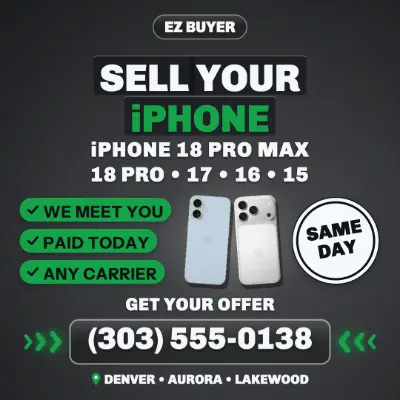 EZ BUYER
SELL YOUR
iPHONE
iPHONE 18 PRO MAX
18 PRO • 17 • 16 • 15
✓ WE MEET YOU
✓ PAID TODAY
✓ ANY CARRIER
SAME
DAY
GET YOUR OFFER
(303) 555-0138
DENVER • AURORA • LAKEWOOD